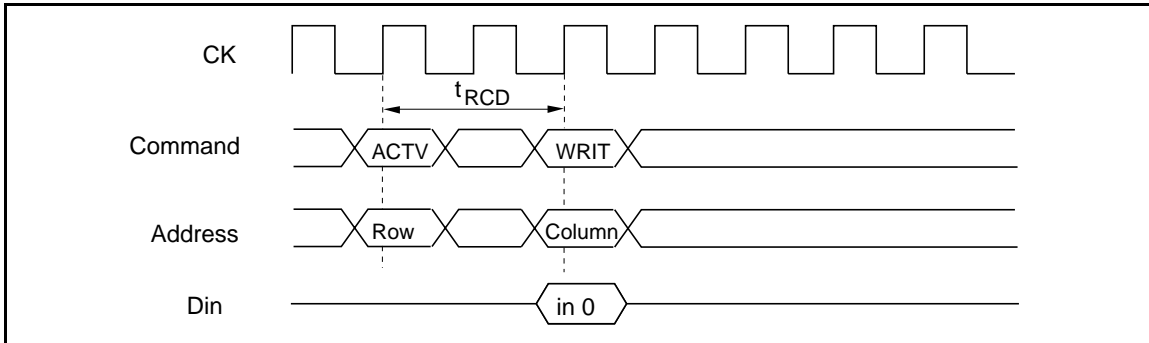 CK
tRCD
Command ACTV WRIT
Address Row Column
Din in 0